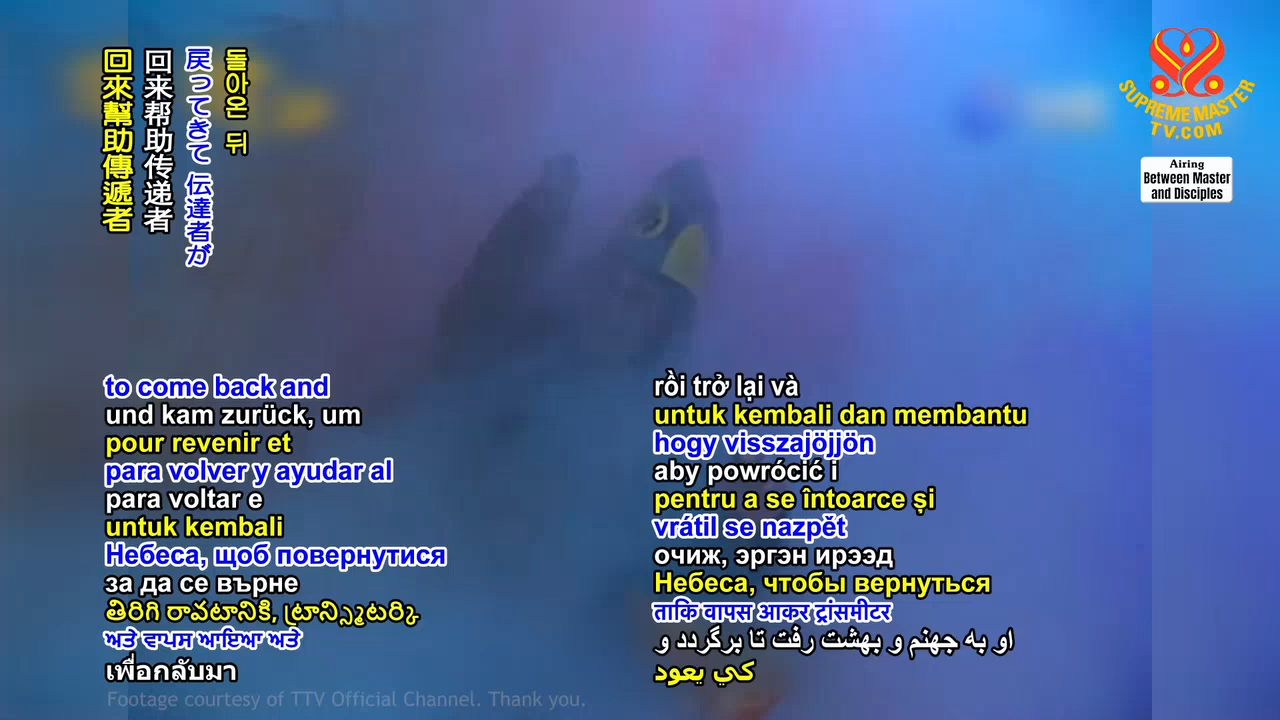 돌아온 뒤
戻ってきて 伝達者が
回来帮助传递者
回來幫助傳遞者
SUPREME MASTER
TV.COM
Airing
Between Master
and Disciples
to come back and
und kam zurück, um
pour revenir et
para volver y ayudar al
para voltar e
untuk kembali
Небеса, щоб повернутися
за да се върне
తిరిగి రావటానికి, ట్రాన్స్మిటర్కి
ਅਤੇ ਵਾਪਸ ਆਇਆ ਅਤੇ
เพื่อกลับมา
rồi trở lại và
untuk kembali dan membantu
hogy visszajöjjön
aby powrócić i
pentru a se întoarce și
vrátil se nazpět
очиж, эргэн ирээд
Небеса, чтобы вернуться
ताकि वापस आकर ट्रांसमीटर
او به جهنم و بهشت رفت تا برگردد و
كي يعود
Footage courtesy of TTV Official Channel. Thank you.